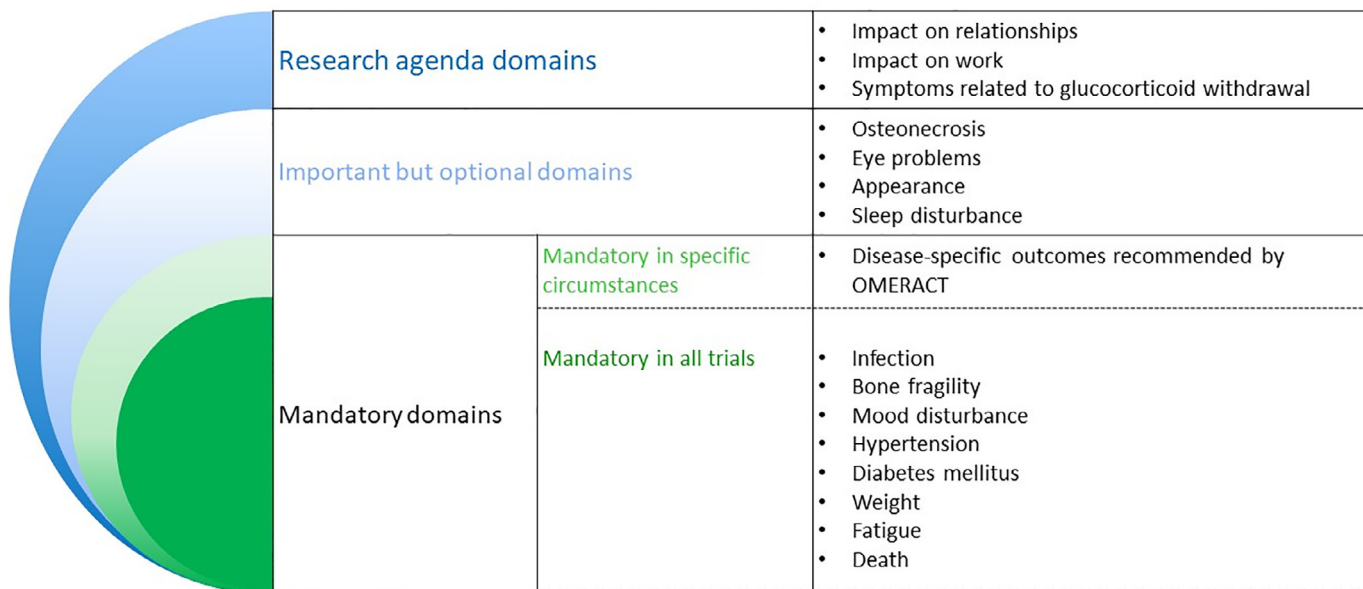 Research agenda domains
• Impact on relationships
• Impact on work
• Symptoms related to glucocorticoid withdrawal
Important but optional domains
• Osteonecrosis
• Eye problems
• Appearance
• Sleep disturbance
Mandatory domains
Mandatory in specific
circumstances
• Disease-specific outcomes recommended by
OMERACT
Mandatory in all trials
• Infection
• Bone fragility
• Mood disturbance
• Hypertension
• Diabetes mellitus
• Weight
• Fatigue
• Death